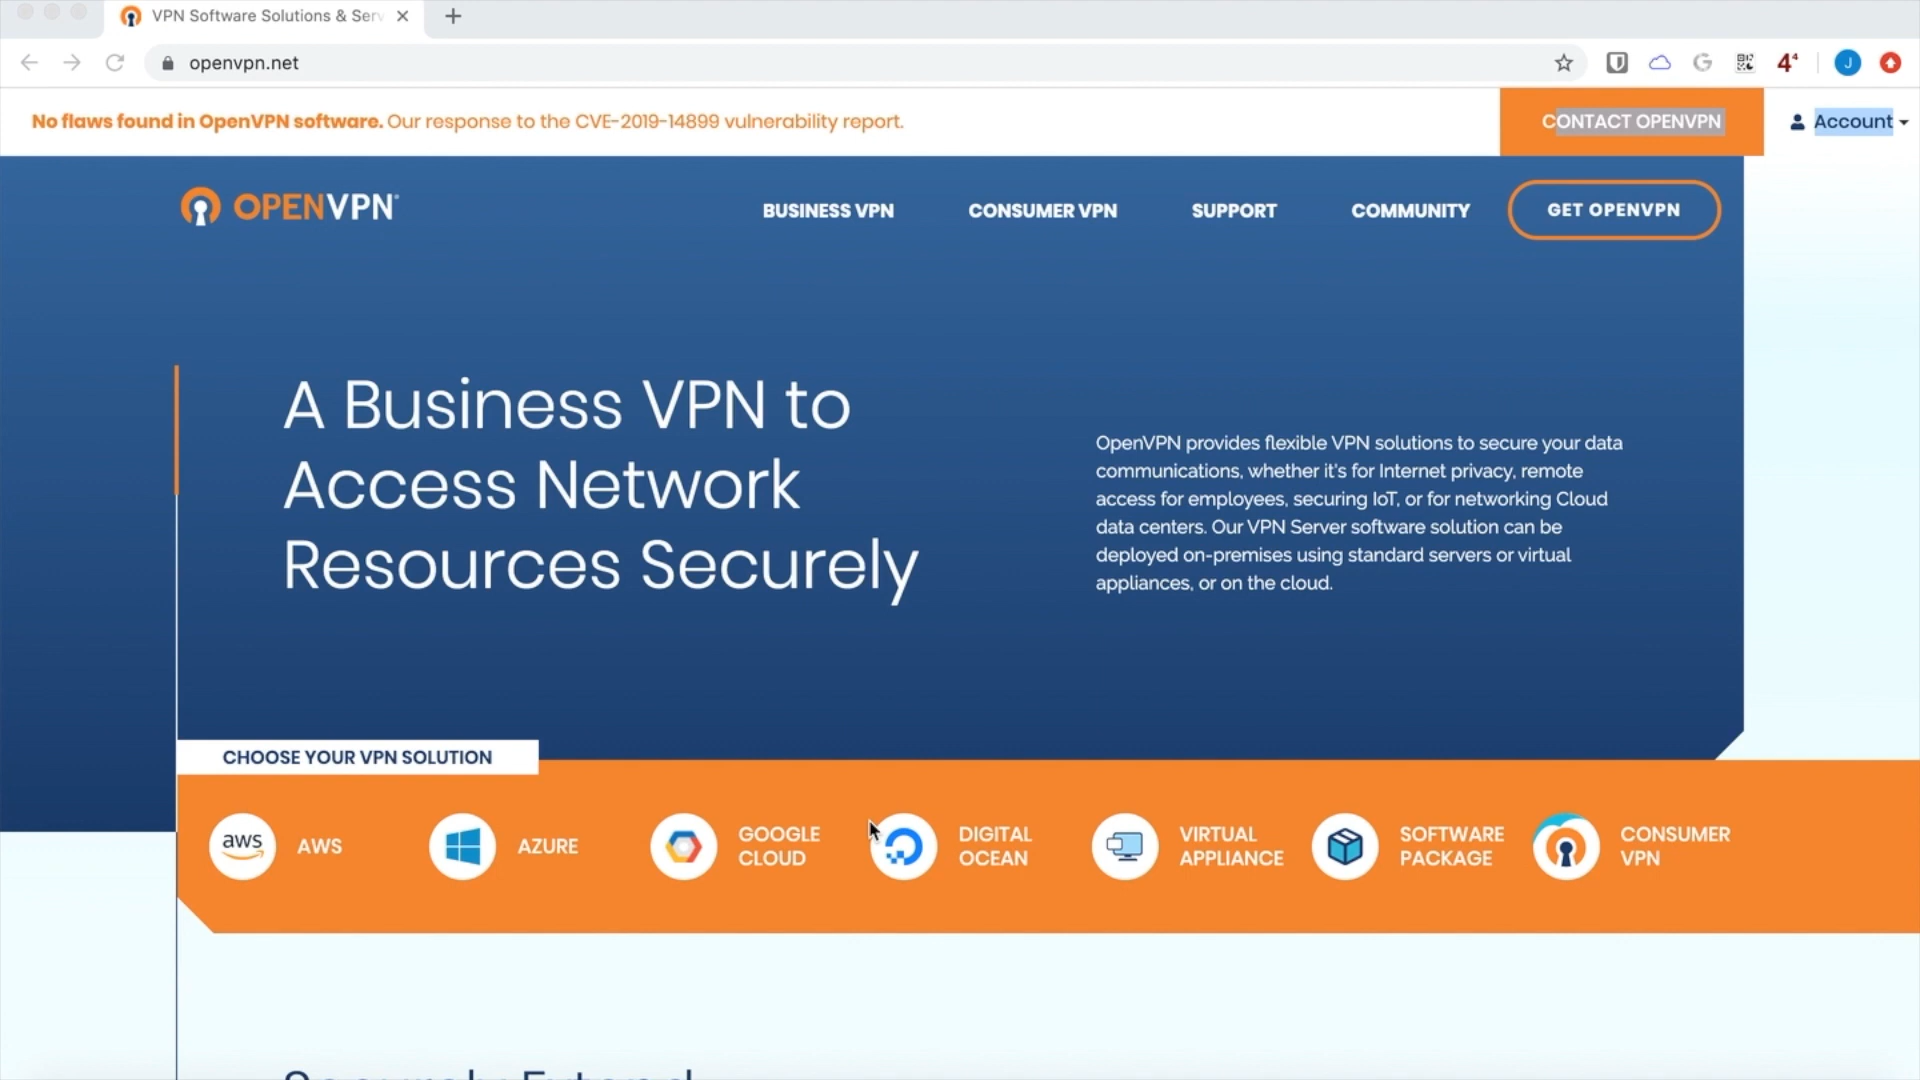 VPN Software Solutions & Serv
openvpn.net
4⁴
J
No flaws found in OpenVPN software. Our response to the CVE-2019-14899 vulnerability report.
CONTACT OPENVPN
Account
OPENVPN®
BUSINESS VPN
CONSUMER VPN
SUPPORT
COMMUNITY
GET OPENVPN
A Business VPN to
Access Network
Resources Securely
OpenVPN provides flexible VPN solutions to secure your data
communications, whether it's for Internet privacy, remote
access for employees, securing IoT, or for networking Cloud
data centers. Our VPN Server software solution can be
deployed on-premises using standard servers or virtual
appliances, or on the cloud.
CHOOSE YOUR VPN SOLUTION
aws
AWS
AZURE
GOOGLE
CLOUD
DIGITAL
OCEAN
VIRTUAL
APPLIANCE
SOFTWARE
PACKAGE
CONSUMER
VPN